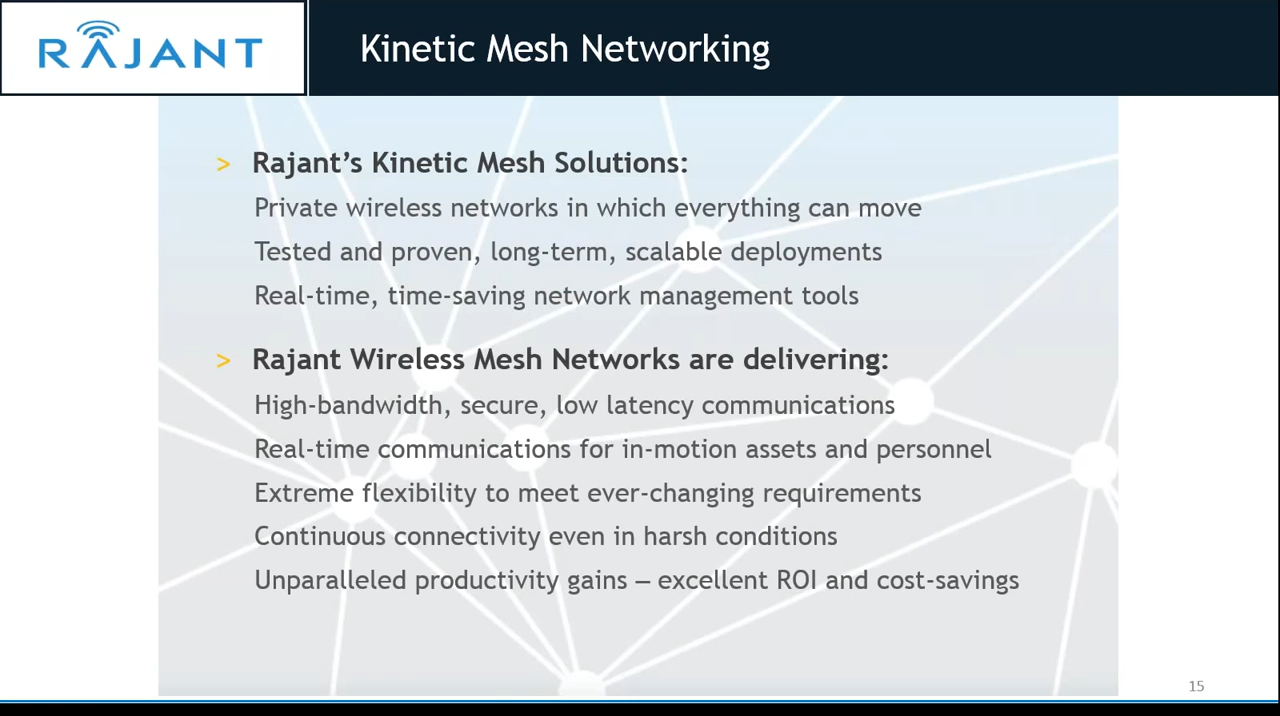 RAJANT
Kinetic Mesh Networking
> Rajant’s Kinetic Mesh Solutions:
Private wireless networks in which everything can move
Tested and proven, long-term, scalable deployments
Real-time, time-saving network management tools
> Rajant Wireless Mesh Networks are delivering:
High-bandwidth, secure, low latency communications
Real-time communications for in-motion assets and personnel
Extreme flexibility to meet ever-changing requirements
Continuous connectivity even in harsh conditions
Unparalleled productivity gains – excellent ROI and cost-savings
15